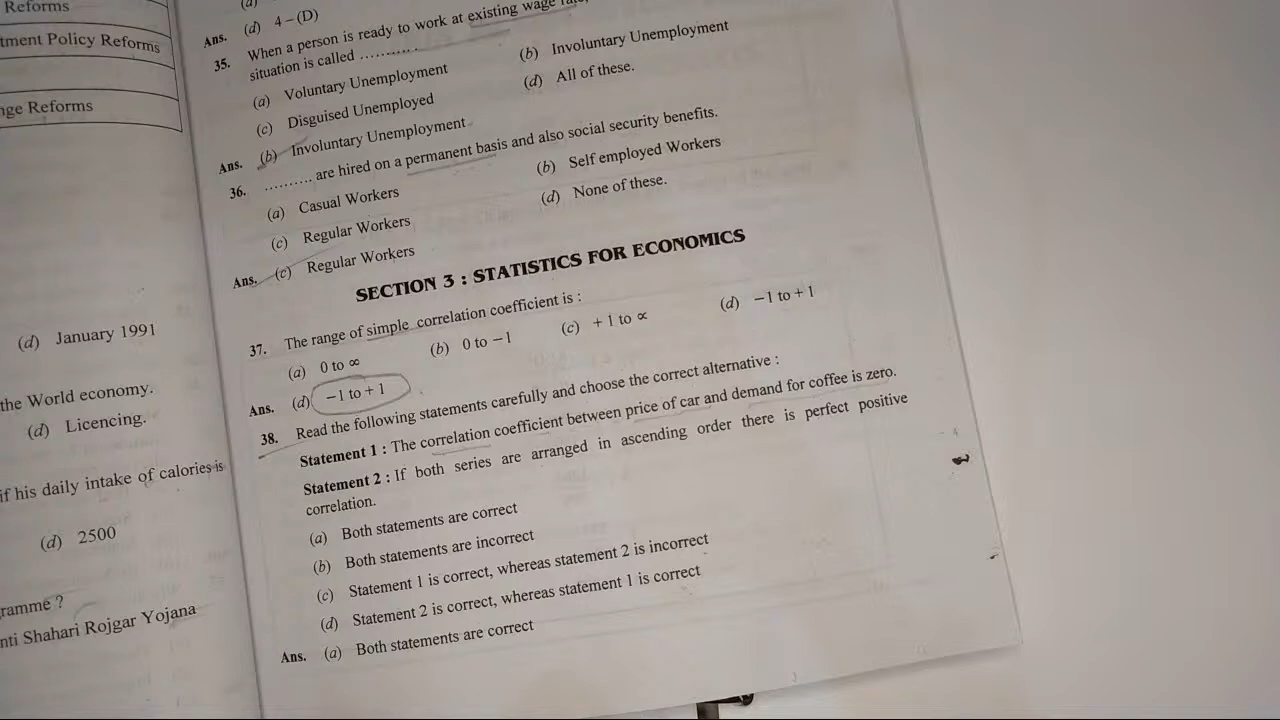 Reforms
tment Policy Reforms
nge Reforms
(d) January 1991
the World economy.
(d) Licencing.
if his daily intake of calories is
(d) 2500
ramme ?
nti Shahari Rojgar Yojana
Ans. (d) 4 – (D)
35. When a person is ready to work at existing wage
situation is called ...........
(a) Voluntary Unemployment (b) Involuntary Unemployment
(c) Disguised Unemployed (d) All of these.
Ans. (b) Involuntary Unemployment
36. .......... are hired on a permanent basis and also social security benefits.
(a) Casual Workers (b) Self employed Workers
(c) Regular Workers (d) None of these.
Ans. (c) Regular Workers
SECTION 3 : STATISTICS FOR ECONOMICS
37. The range of simple correlation coefficient is :
(a) 0 to ∞ (b) 0 to −1 (c) +1 to ∝ (d) −1 to + 1
Ans. (d) −1 to + 1
38. Read the following statements carefully and choose the correct alternative :
Statement 1 : The correlation coefficient between price of car and demand for coffee is zero.
Statement 2 : If both series are arranged in ascending order there is perfect positive
correlation.
(a) Both statements are correct
(b) Both statements are incorrect
(c) Statement 1 is correct, whereas statement 2 is incorrect
(d) Statement 2 is correct, whereas statement 1 is correct
Ans. (a) Both statements are correct